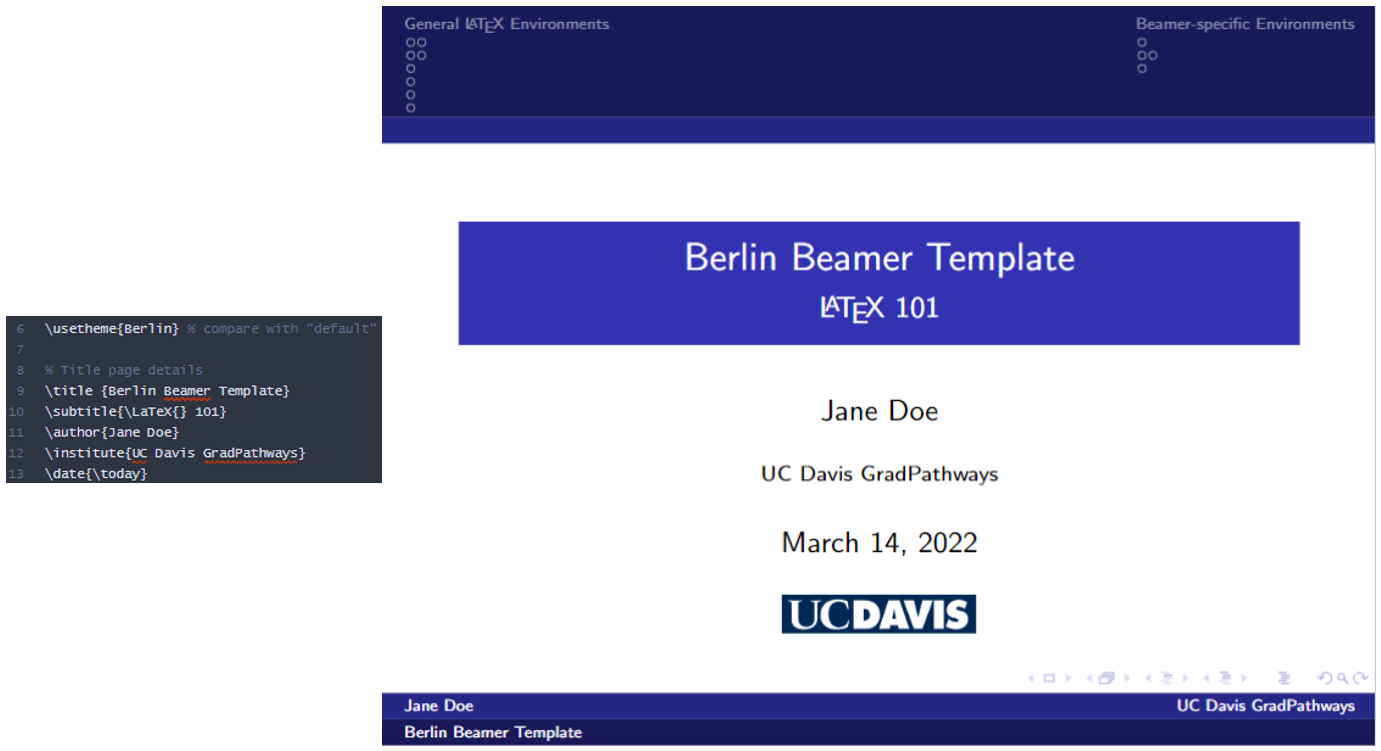 6 \usetheme{Berlin} % compare with "default"
7
8 % Title page details
9 \title {Berlin Beamer Template}
10 \subtitle{\LaTeX{} 101}
11 \author{Jane Doe}
12 \institute{UC Davis GradPathways}
13 \date{\today}
General LATEX Environments
Beamer-specific Environments
Berlin Beamer Template
LATEX 101
Jane Doe
UC Davis GradPathways
March 14, 2022
UCDAVIS
Jane Doe
UC Davis GradPathways
Berlin Beamer Template